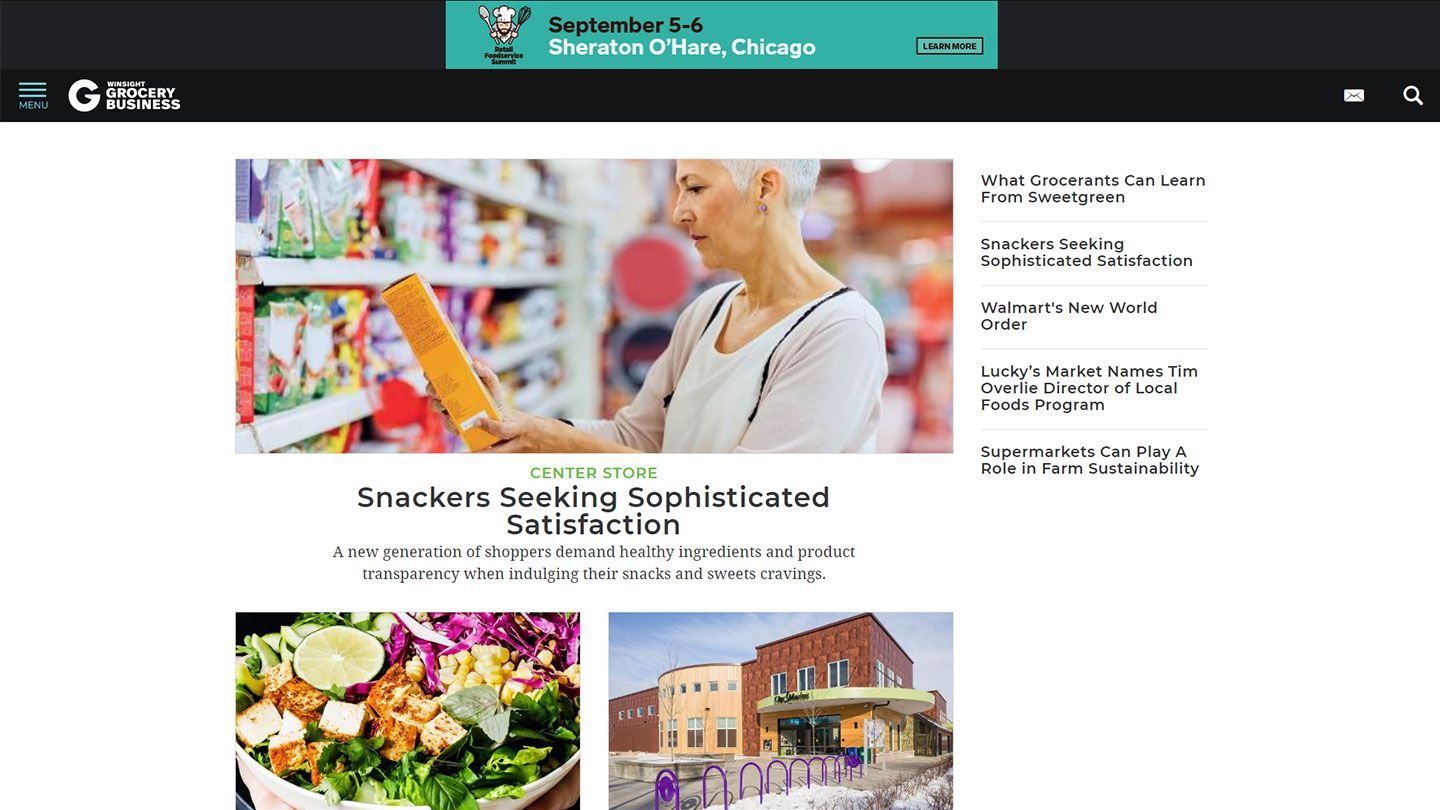 Retail
Foodservice
Summit
September 5-6
Sheraton O'Hare, Chicago
LEARN MORE
MENU
G
WINSIGHT
GROCERY
BUSINESS
What Grocerants Can Learn
From Sweetgreen
Snackers Seeking
Sophisticated Satisfaction
Walmart's New World
Order
Lucky’s Market Names Tim
Overlie Director of Local
Foods Program
Supermarkets Can Play A
Role in Farm Sustainability
CENTER STORE
Snackers Seeking Sophisticated
Satisfaction
A new generation of shoppers demand healthy ingredients and product
transparency when indulging their snacks and sweets cravings.
City Market